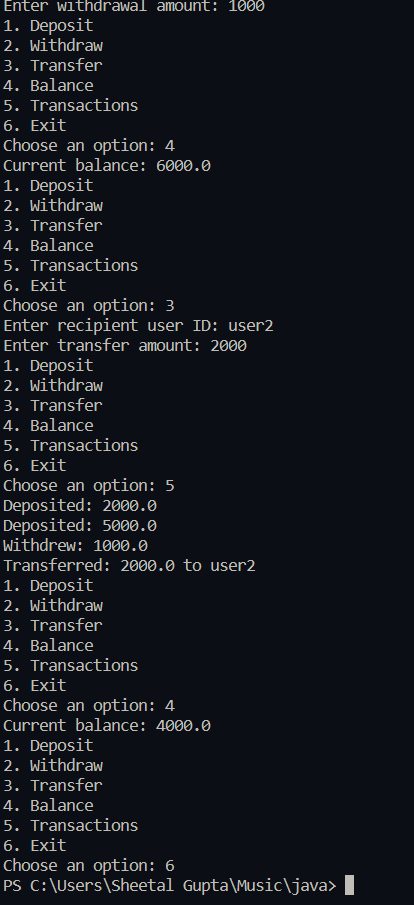 Enter withdrawal amount: 1000
1. Deposit
2. Withdraw
3. Transfer
4. Balance
5. Transactions
6. Exit
Choose an option: 4
Current balance: 6000.0
1. Deposit
2. Withdraw
3. Transfer
4. Balance
5. Transactions
6. Exit
Choose an option: 3
Enter recipient user ID: user2
Enter transfer amount: 2000
1. Deposit
2. Withdraw
3. Transfer
4. Balance
5. Transactions
6. Exit
Choose an option: 5
Deposited: 2000.0
Deposited: 5000.0
Withdrew: 1000.0
Transferred: 2000.0 to user2
1. Deposit
2. Withdraw
3. Transfer
4. Balance
5. Transactions
6. Exit
Choose an option: 4
Current balance: 4000.0
1. Deposit
2. Withdraw
3. Transfer
4. Balance
5. Transactions
6. Exit
Choose an option: 6
PS C:\Users\Sheetal Gupta\Music\java>